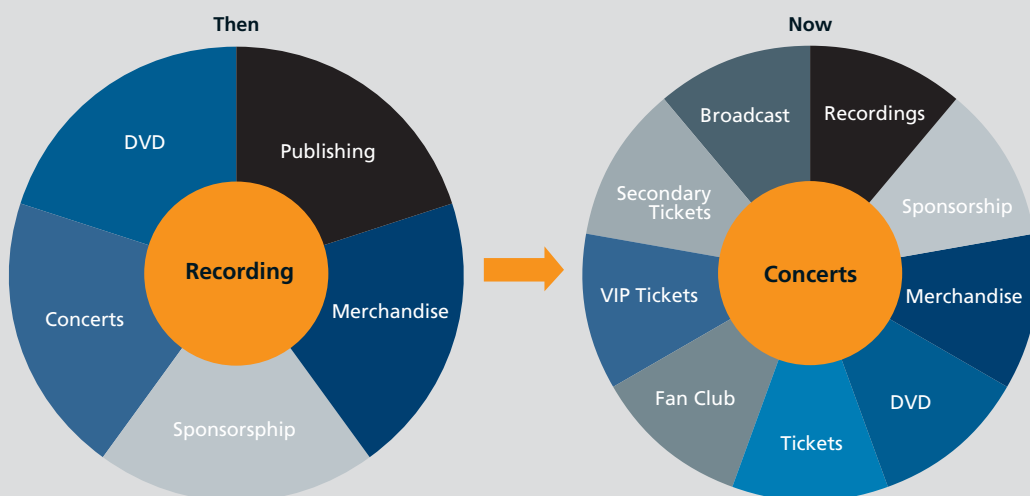 Then
DVD
Publishing
Recording
Concerts
Merchandise
Sponsorsphip
Now
Broadcast
Recordings
Secondary
Tickets
Sponsorship
VIP Tickets
Concerts
Merchandise
Fan Club
DVD
Tickets